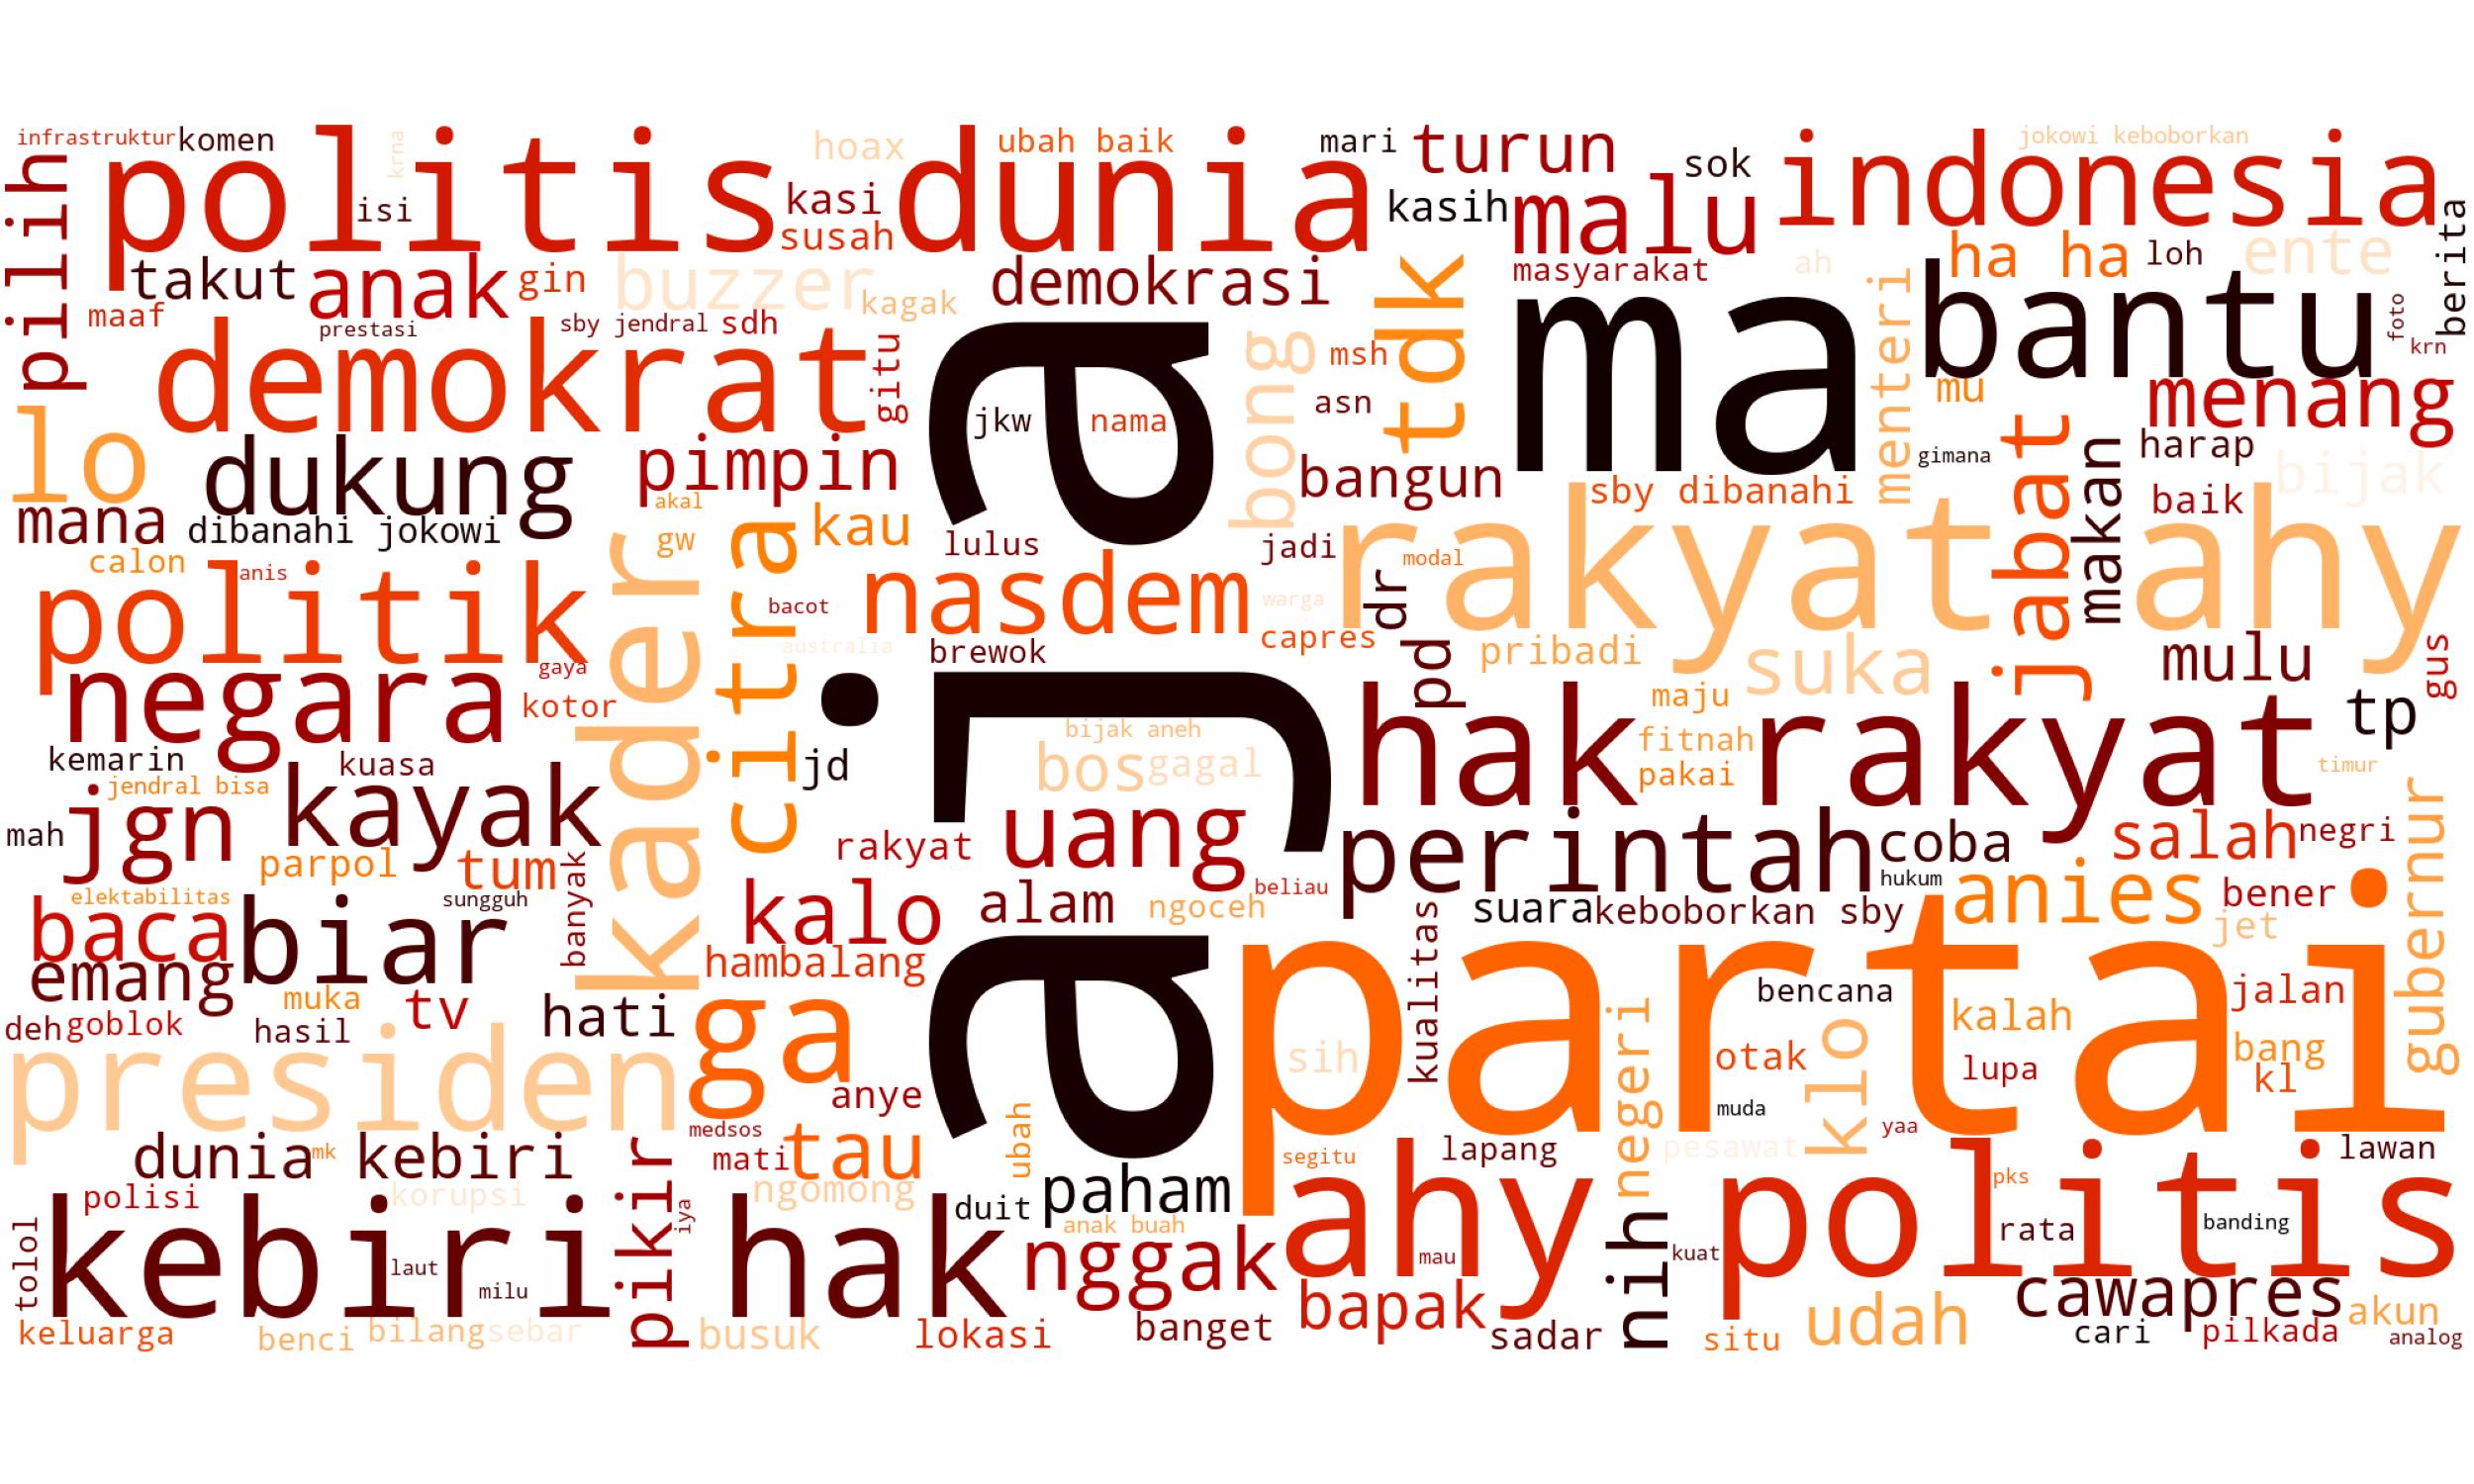 infrastruktur
komen
krna
hoax
ubah baik
mari
turun
sok
jokowi keboborkan
pilih
politis
isi
kasi
susah
dunia
kasih
malu
indonesia
berita
takut
anak
gin
buzzer
kagak
demokrasi
masyarakat
ah
ha ha
loh
ente
maaf
prestasi
sby jendral
sdh
tdk
ma
menteri
bantu
foto
krn
demokrat
gitu
aja
jkw
nama
bong
msh
asn
mu
menang
lo
dukung
pimpin
bangun
gimana
jabat
makan
harap
bijak
mana
dibanahi jokowi
akal
gw
citra
kau
lulus
jadi
sby dibanahi
baik
rakyat ahy
calon
anis
politik
kader
bacot
nasdem
warga
modal
dr
capres
pd
pribadi
suka
mulu
gus
australia
brewok
gaya
negara
kotor
maju
hak rakyat
tp
kemarin
kuasa
jd
bijak aneh
bos
gagal
fitnah
pakai
timur
jendral bisa
mah
jgn
kayak
uang
rakyat
perintah
coba
salah
negri
gubernur
parpol
tum
banyak
beliau
hukum
elektabilitas
sungguh
baca
biar
kalo
alam
ngoceh
suara
keboborkan sby
anies
bener
jet
emang
hambalang
kualitas
partai
muka
tv
hati
ga
bencana
kalah
jalan
deh
goblok
hasil
presiden
sih
negeri
otak
klo
lupa
bang
kl
anye
muda
yaa
dunia kebiri
mk
medsos
mati
tau
ubah
segitu
lapang
pesawat
lawan
polisi
korupsi
pikir
iya
ngomong
duit
paham
anak buah
ahy politis
pks
rata
banding
tolol
kebiri hak
laut
milu
nggak
mau
nih
kuat
bapak
cawapres
akun
keluarga
benci
bilang
sebar
busuk
lokasi
banget
sadar
situ
udah
cari
pilkada
analog